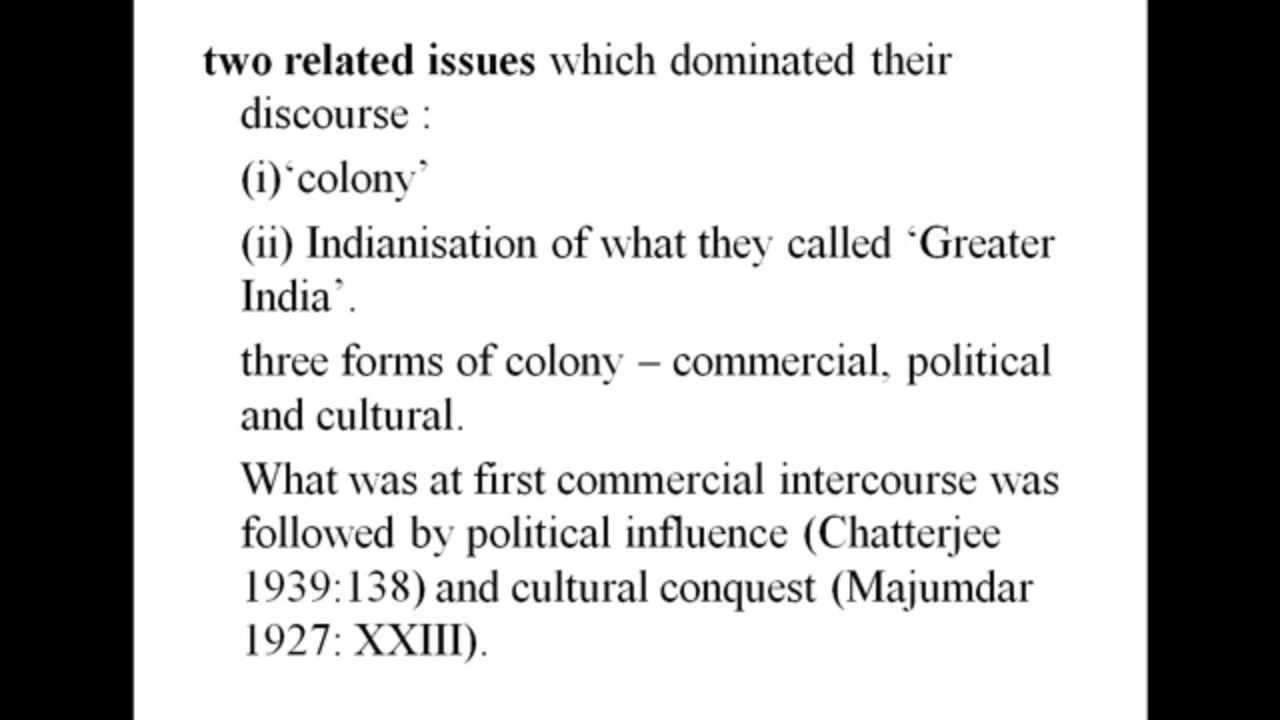 two related issues which dominated their
discourse :
(i)‘colony’
(ii) Indianisation of what they called ‘Greater
India’.
three forms of colony – commercial, political
and cultural.
What was at first commercial intercourse was
followed by political influence (Chatterjee
1939:138) and cultural conquest (Majumdar
1927: XXIII).